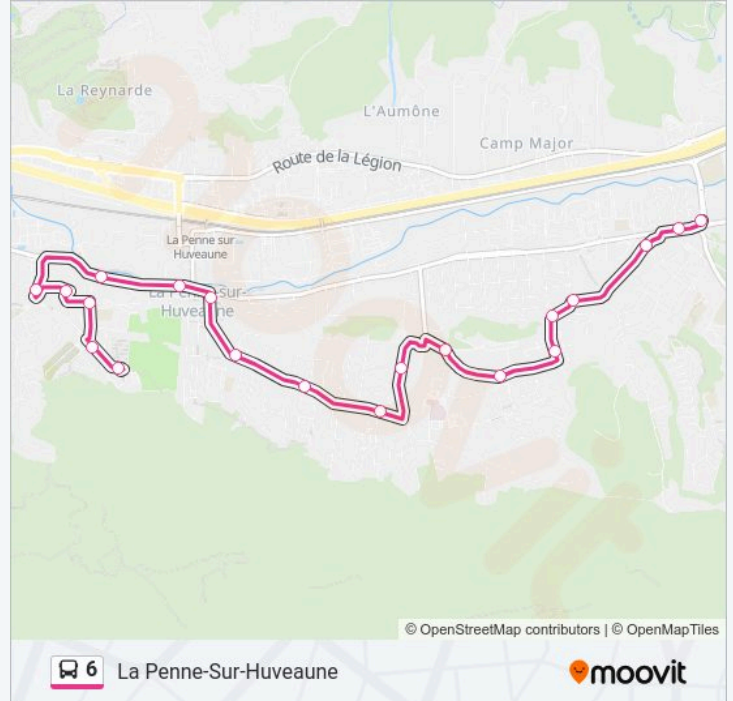 La Reynarde
L'Aumône
Camp Major
Route de la Légion
La Penne sur
Huveaune
La Penne-Sur-
Huveaune
© OpenStreetMap contributors | © OpenMapTiles
6 La Penne-Sur-Huveaune
moovit